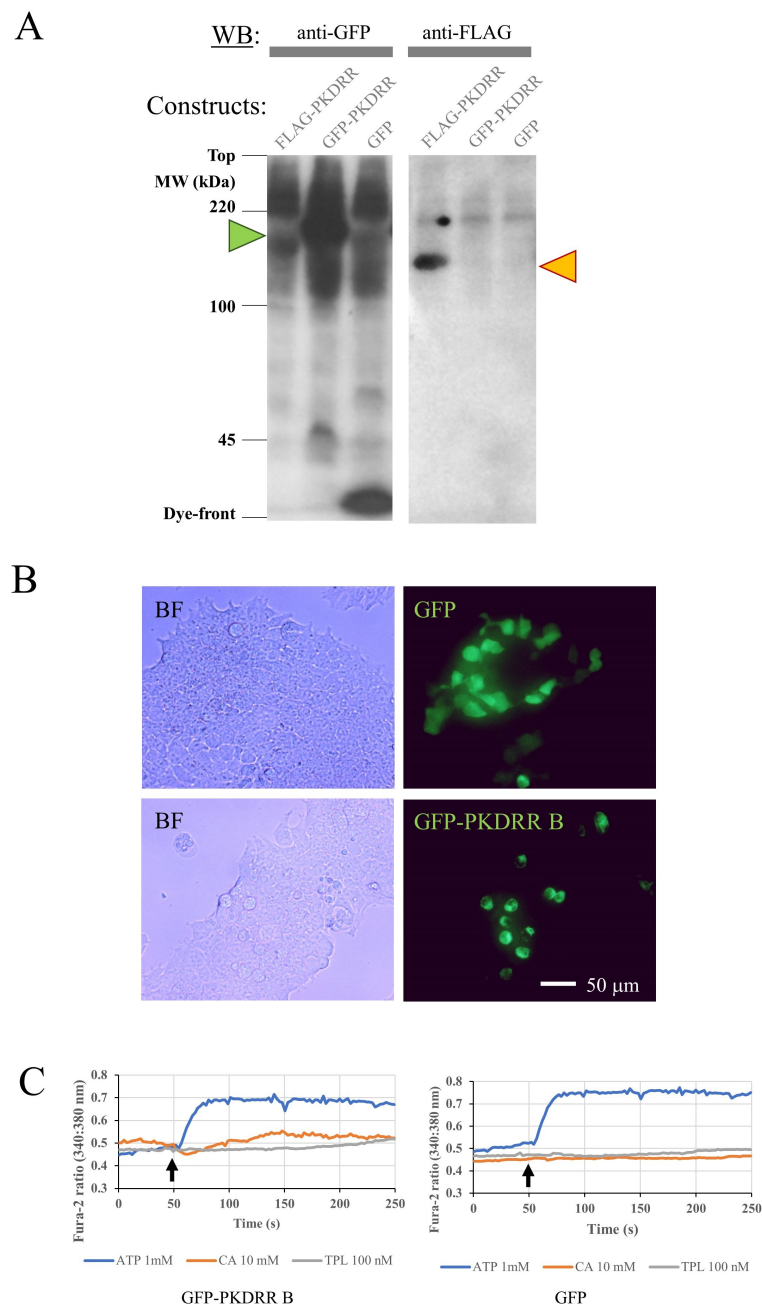 A
WB: anti-GFP anti-FLAG
Constructs: FLAG-PKDRR GFP-PKDRR GFP FLAG-PKDRR GFP-PKDRR GFP
Top
MW (kDa)
220
100
45
Dye-front
B
BF GFP
BF GFP-PKDRR B
50 μm
C
Fura-2 ratio (340:380 nm)
0.8
0.7
0.6
0.5
0.4
0.3
0 50 100 150 200 250
Time (s)
ATP 1mM CA 10 mM TPL 100 nM
GFP-PKDRR B
Fura-2 ratio (340:380 nm)
0.8
0.7
0.6
0.5
0.4
0.3
0 50 100 150 200 250
Time (s)
ATP 1mM CA 10 mM TPL 100 nM
GFP